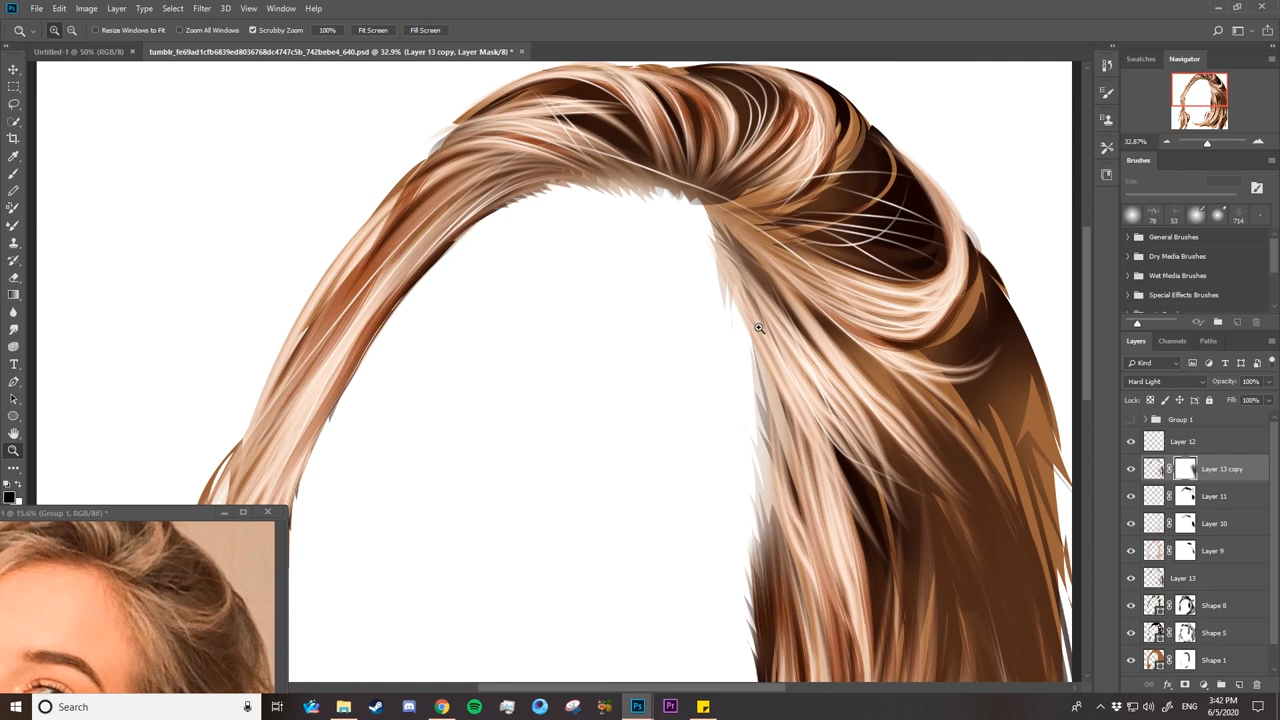 Ps File Edit Image Layer Type Select Filter 3D View Window Help
Resize Windows to Fit Zoom All Windows Scrubby Zoom 100% Fit Screen Fill Screen
Untitled-1 @ 50% (RGB/8) × tumblr_fe69ad1cfb6839ed8036768dc4747c5b_742bebe4_640.psd @ 32.9% (Layer 13 copy, Layer Mask/8) * ×
Swatches Navigator
32.87%
Brushes
Size:
78 53 714
General Brushes
Dry Media Brushes
Wet Media Brushes
Special Effects Brushes
Layers Channels Paths
Kind
Hard Light Opacity: 100%
Lock: Fill: 100%
Group 1
Layer 12
Layer 13 copy
Layer 11
Layer 10
Layer 9
Layer 13
Shape 8
Shape 5
Shape 1
1 @ 15.6% (Group 1, RGB/8#) *
fx
Search
Ps Pr
ENG
3:42 PM
6/5/2020